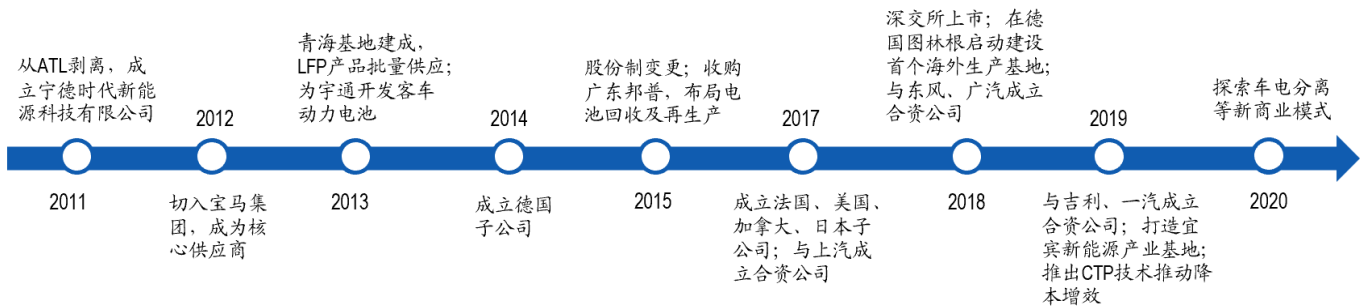 从ATL剥离，成
立宁德时代新能
源科技有限公司
2011
2012
切入宝马集
团，成为核
心供应商
青海基地建成，
LFP产品批量供应；
为宇通开发客车
动力电池
2013
2014
成立德国
子公司
股份制变更；收购
广东邦普，布局电
池回收及再生产
2015
2017
成立法国、美国、
加拿大、日本子
公司；与上汽成
立合资公司
深交所上市；在德
国图林根启动建设
首个海外生产基地；
与东风、广汽成立
合资公司
2018
2019
与吉利、一汽成立
合资公司；打造宜
宾新能源产业基地；
推出CTP技术推动降
本增效
探索车电分离
等新商业模式
2020